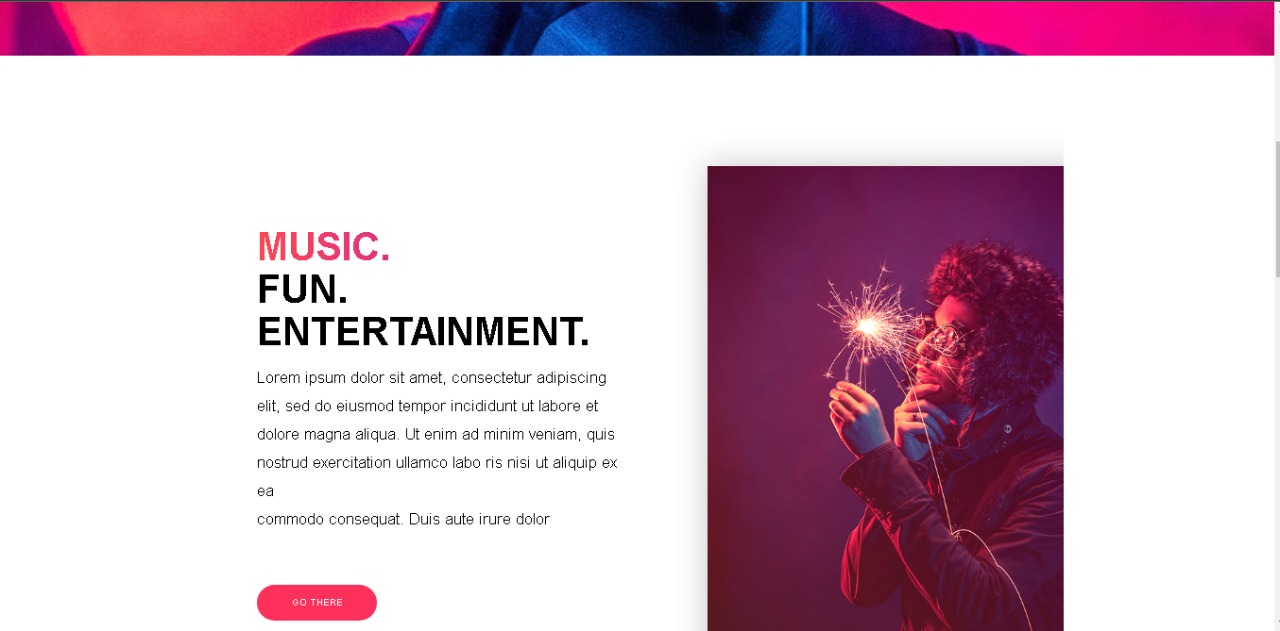 MUSIC.
FUN.
ENTERTAINMENT.
Lorem ipsum dolor sit amet, consectetur adipiscing
elit, sed do eiusmod tempor incididunt ut labore et
dolore magna aliqua. Ut enim ad minim veniam, quis
nostrud exercitation ullamco labo ris nisi ut aliquip ex
ea
commodo consequat. Duis aute irure dolor
GO THERE